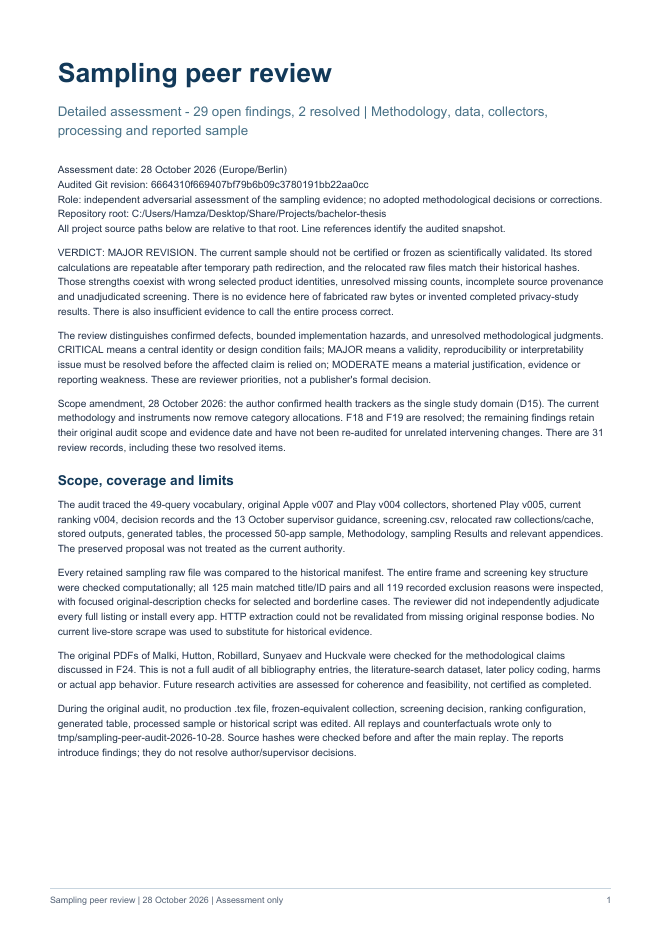 Sampling peer review
Detailed assessment - 29 open findings, 2 resolved | Methodology, data, collectors,
processing and reported sample
Assessment date: 28 October 2026 (Europe/Berlin)
Audited Git revision: 6664310f669407bf79b6b09c3780191bb22aa0cc
Role: independent adversarial assessment of the sampling evidence; no adopted methodological decisions or corrections.
Repository root: C:/Users/Hamza/Desktop/Share/Projects/bachelor-thesis
All project source paths below are relative to that root. Line references identify the audited snapshot.
VERDICT: MAJOR REVISION. The current sample should not be certified or frozen as scientifically validated. Its stored
calculations are repeatable after temporary path redirection, and the relocated raw files match their historical hashes.
Those strengths coexist with wrong selected product identities, unresolved missing counts, incomplete source provenance
and unadjudicated screening. There is no evidence here of fabricated raw bytes or invented completed privacy-study
results. There is also insufficient evidence to call the entire process correct.
The review distinguishes confirmed defects, bounded implementation hazards, and unresolved methodological judgments.
CRITICAL means a central identity or design condition fails; MAJOR means a validity, reproducibility or interpretability
issue must be resolved before the affected claim is relied on; MODERATE means a material justification, evidence or
reporting weakness. These are reviewer priorities, not a publisher's formal decision.
Scope amendment, 28 October 2026: the author confirmed health trackers as the single study domain (D15). The current
methodology and instruments now remove category allocations. F18 and F19 are resolved; the remaining findings retain
their original audit scope and evidence date and have not been re-audited for unrelated intervening changes. There are 31
review records, including these two resolved items.
Scope, coverage and limits
The audit traced the 49-query vocabulary, original Apple v007 and Play v004 collectors, shortened Play v005, current
ranking v004, decision records and the 13 October supervisor guidance, screening.csv, relocated raw collections/cache,
stored outputs, generated tables, the processed 50-app sample, Methodology, sampling Results and relevant appendices.
The preserved proposal was not treated as the current authority.
Every retained sampling raw file was compared to the historical manifest. The entire frame and screening key structure
were checked computationally; all 125 main matched title/ID pairs and all 119 recorded exclusion reasons were inspected,
with focused original-description checks for selected and borderline cases. The reviewer did not independently adjudicate
every full listing or install every app. HTTP extraction could not be revalidated from missing original response bodies. No
current live-store scrape was used to substitute for historical evidence.
The original PDFs of Malki, Hutton, Robillard, Sunyaev and Huckvale were checked for the methodological claims
discussed in F24. This is not a full audit of all bibliography entries, the literature-search dataset, later policy coding, harms
or actual app behavior. Future research activities are assessed for coherence and feasibility, not certified as completed.
During the original audit, no production .tex file, frozen-equivalent collection, screening decision, ranking configuration,
generated table, processed sample or historical script was edited. All replays and counterfactuals wrote only to
tmp/sampling-peer-audit-2026-10-28. Source hashes were checked before and after the main replay. The reports
introduce findings; they do not resolve author/supervisor decisions.
Sampling peer review | 28 October 2026 | Assessment only
1